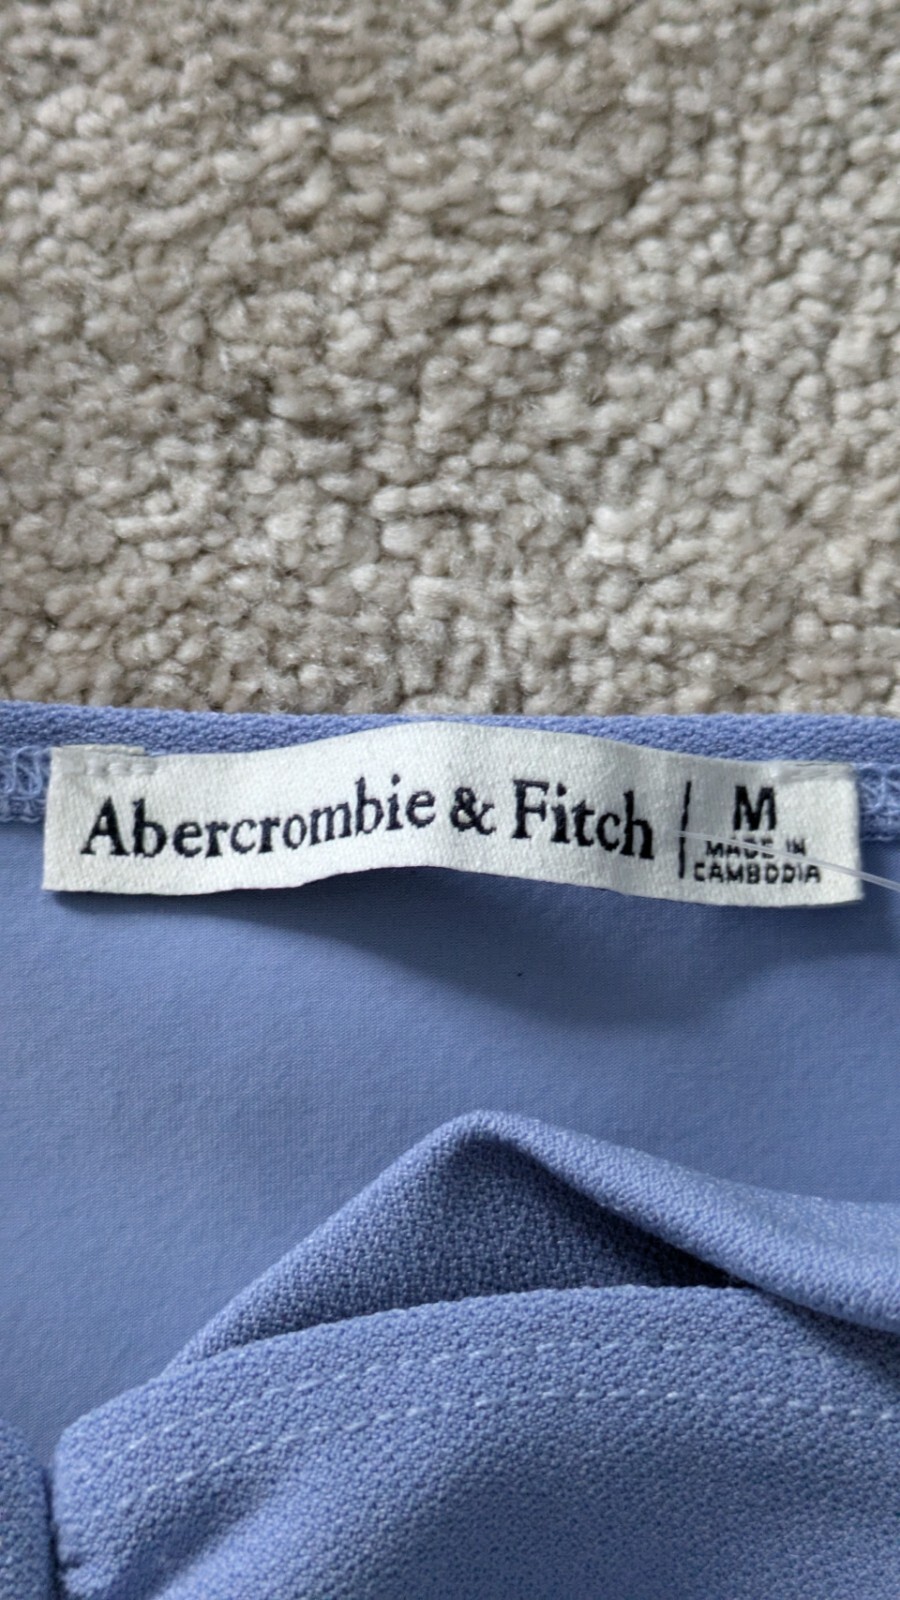 Abercrombie & Fitch | M
MADE IN
CAMBODIA